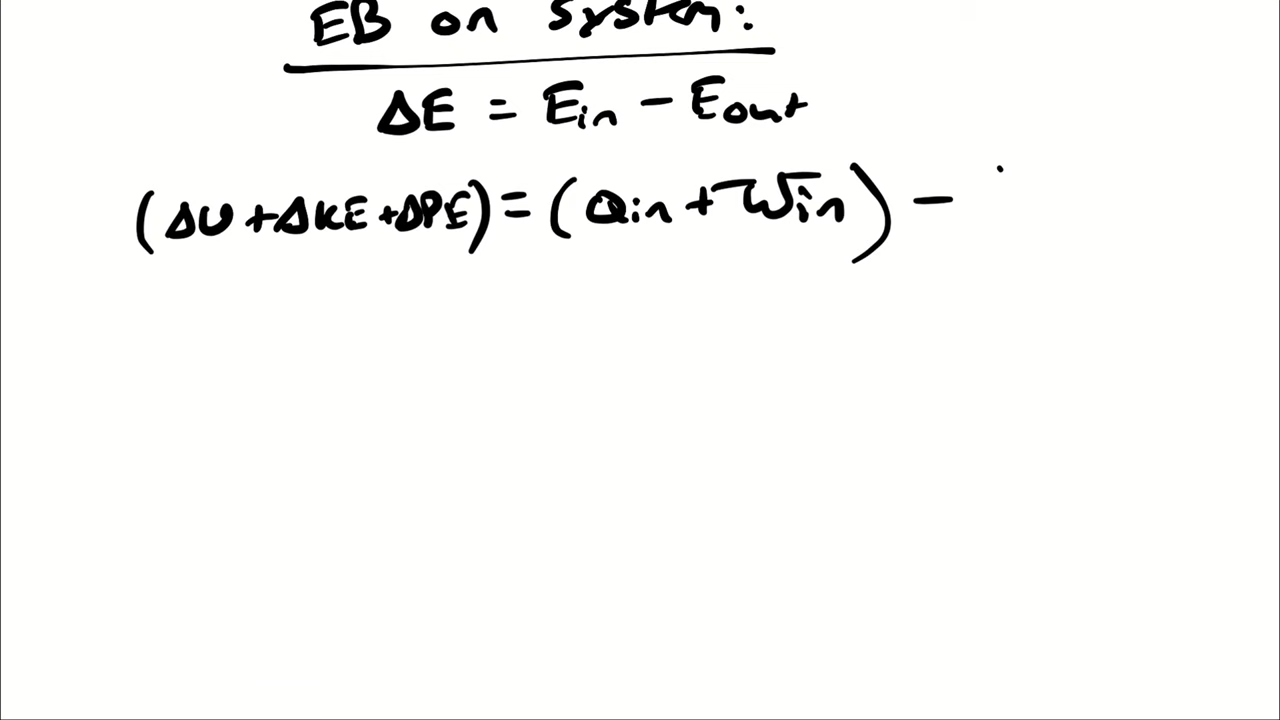 EB on system:
ΔE = Ein - Eout
(ΔU + ΔKE + ΔPE) = (Qin + Win) -